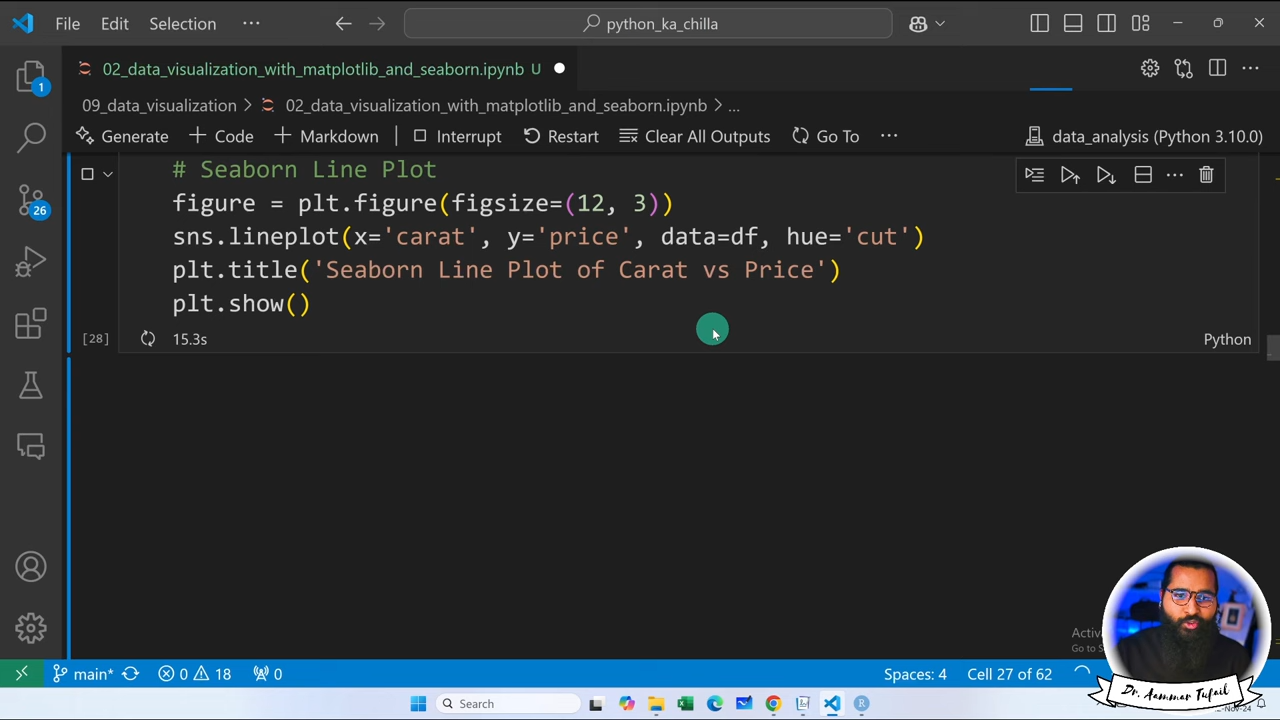 File Edit Selection ··· python_ka_chilla
02_data_visualization_with_matplotlib_and_seaborn.ipynb U
1
09_data_visualization > 02_data_visualization_with_matplotlib_and_seaborn.ipynb > ...
Generate + Code + Markdown Interrupt Restart Clear All Outputs Go To ··· data_analysis (Python 3.10.0)
# Seaborn Line Plot
figure = plt.figure(figsize=(12, 3))
26
sns.lineplot(x='carat', y='price', data=df, hue='cut')
plt.title('Seaborn Line Plot of Carat vs Price')
plt.show()
[28] 15.3s Python
main* 0 18 0 Spaces: 4 Cell 27 of 62
Dr. Aammar Tufail
Search